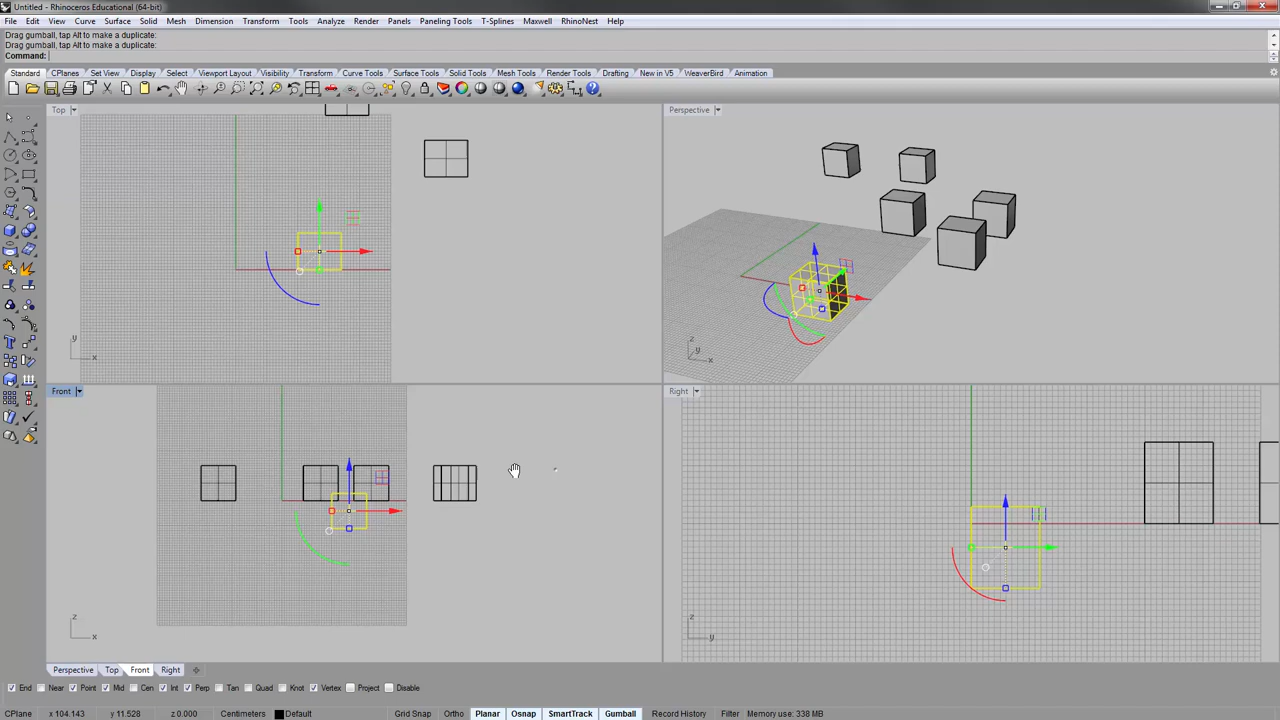 Untitled - Rhinoceros Educational (64-bit)
File Edit View Curve Surface Solid Mesh Dimension Transform Tools Analyze Render Panels Paneling Tools T-Splines Maxwell RhinoNest Help
Drag gumball, tap Alt to make a duplicate:
Drag gumball, tap Alt to make a duplicate:
Command:
Standard CPlanes Set View Display Select Viewport Layout Visibility Transform Curve Tools Surface Tools Solid Tools Mesh Tools Render Tools Drafting New in V5 WeaverBird Animation
Top
Perspective
y
x
z
y
x
Front
Right
z
x
z
y
Perspective Top Front Right
End Near Point Mid Cen Int Perp Tan Quad Knot Vertex Project Disable
CPlane x 104.143 y 11.528 z 0.000 Centimeters Default Grid Snap Ortho Planar Osnap SmartTrack Gumball Record History Filter Memory use: 338 MB